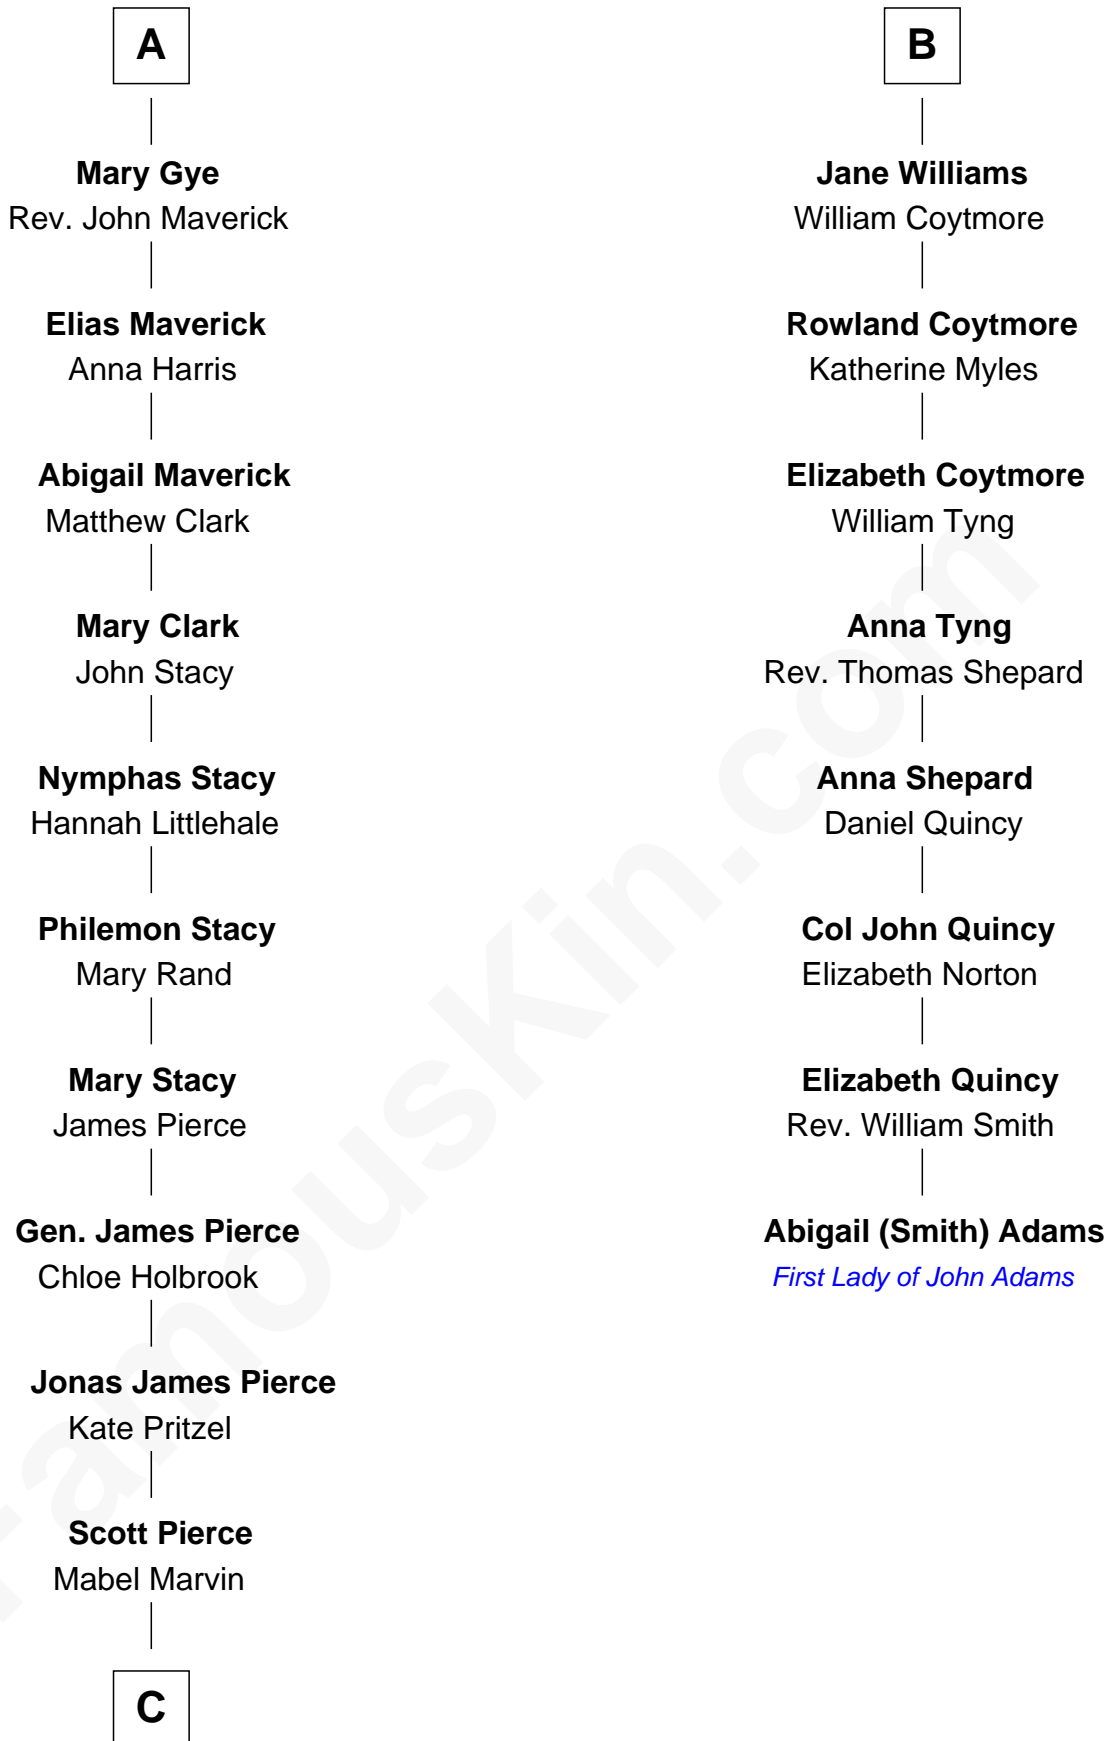 A
Mary Gye
Rev. John Maverick
Elias Maverick
Anna Harris
Abigail Maverick
Matthew Clark
Mary Clark
John Stacy
Nymphas Stacy
Hannah Littlehale
Philemon Stacy
Mary Rand
Mary Stacy
James Pierce
Gen. James Pierce
Chloe Holbrook
Jonas James Pierce
Kate Pritzel
Scott Pierce
Mabel Marvin
C
B
Jane Williams
William Coytmore
Rowland Coytmore
Katherine Myles
Elizabeth Coytmore
William Tyng
Anna Tyng
Rev. Thomas Shepard
Anna Shepard
Daniel Quincy
Col John Quincy
Elizabeth Norton
Elizabeth Quincy
Rev. William Smith
Abigail (Smith) Adams
First Lady of John Adams
FamousKin.com